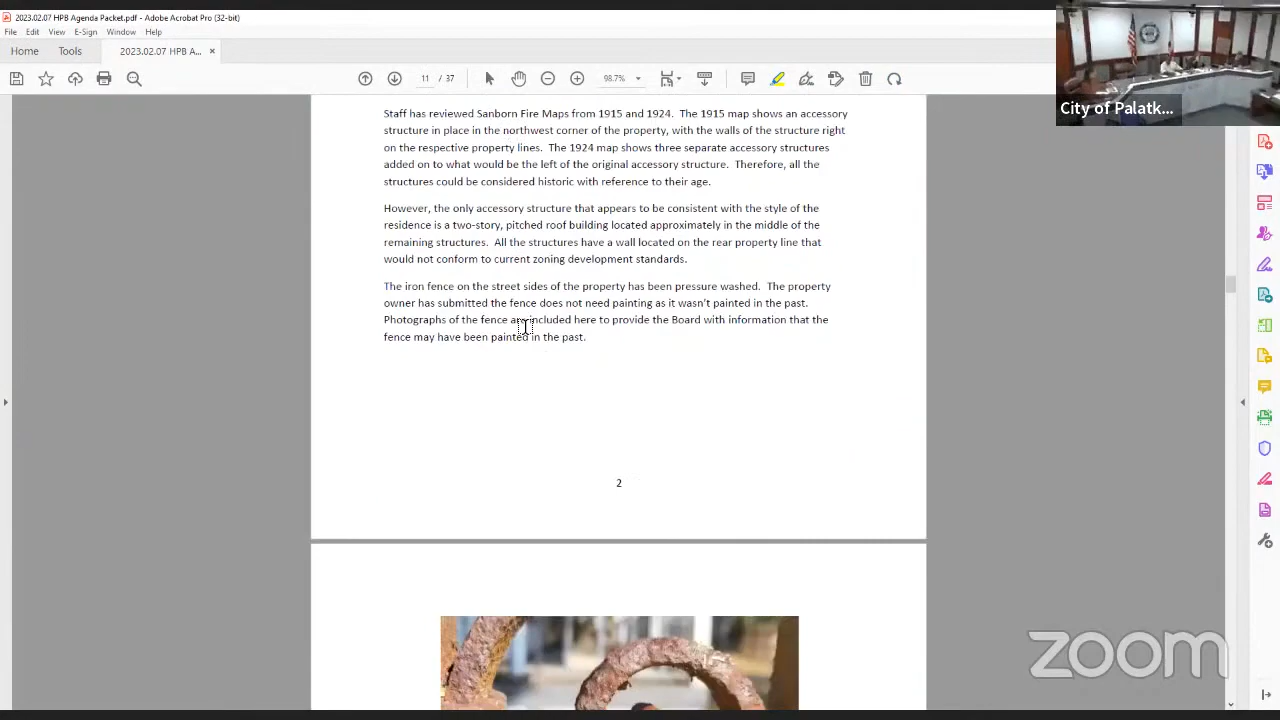 2023.02.07 HPB Agenda Packet.pdf - Adobe Acrobat Pro (32-bit)
File Edit View E-Sign Window Help
Home Tools 2023.02.07 HPB A... ×
11 / 37 98.7%
City of Palatk...
Staff has reviewed Sanborn Fire Maps from 1915 and 1924. The 1915 map shows an accessory
structure in place in the northwest corner of the property, with the walls of the structure right
on the respective property lines. The 1924 map shows three separate accessory structures
added on to what would be the left of the original accessory structure. Therefore, all the
structures could be considered historic with reference to their age.
However, the only accessory structure that appears to be consistent with the style of the
residence is a two-story, pitched roof building located approximately in the middle of the
remaining structures. All the structures have a wall located on the rear property line that
would not conform to current zoning development standards.
The iron fence on the street sides of the property has been pressure washed. The property
owner has submitted the fence does not need painting as it wasn't painted in the past.
Photographs of the fence are included here to provide the Board with information that the
fence may have been painted in the past.
2
zoom